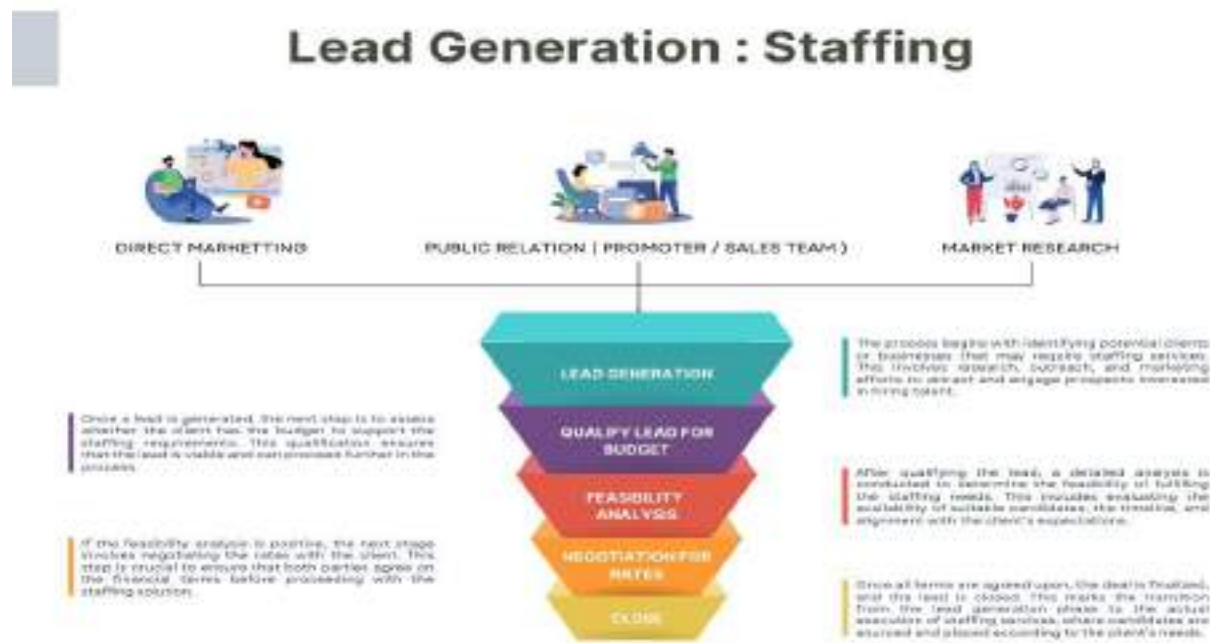 Lead Generation : Staffing
DIRECT MARKETTING
PUBLIC RELATION ( PROMOTER / SALES TEAM )
MARKET RESEARCH
LEAD GENERATION
The process begins with identifying potential clients
or businesses that may require staffing services.
This involves research, outreach, and marketing
efforts to attract and engage prospects interested
in hiring talent.
QUALIFY LEAD FOR
BUDGET
Once a lead is generated, the next step is to assess
whether the client has the budget to support the
staffing requirements. This qualification ensures
that the lead is viable and can proceed further in the
process.
FEASIBILITY
ANALYSIS
After qualifying the lead, a detailed analysis is
conducted to determine the feasibility of fulfilling
the staffing needs. This includes evaluating the
availability of suitable candidates, the timeline, and
alignment with the client's expectations.
NEGOTIATION FOR
RATES
If the feasibility analysis is positive, the next stage
involves negotiating the rates with the client. This
step is crucial to ensure that both parties agree on
the financial terms before proceeding with the
staffing solution.
CLOSE
Once all terms are agreed upon, the deal is finalized,
and the lead is closed. This marks the transition
from the lead generation phase to the actual
execution of staffing services, where candidates are
sourced and placed according to the client's needs.